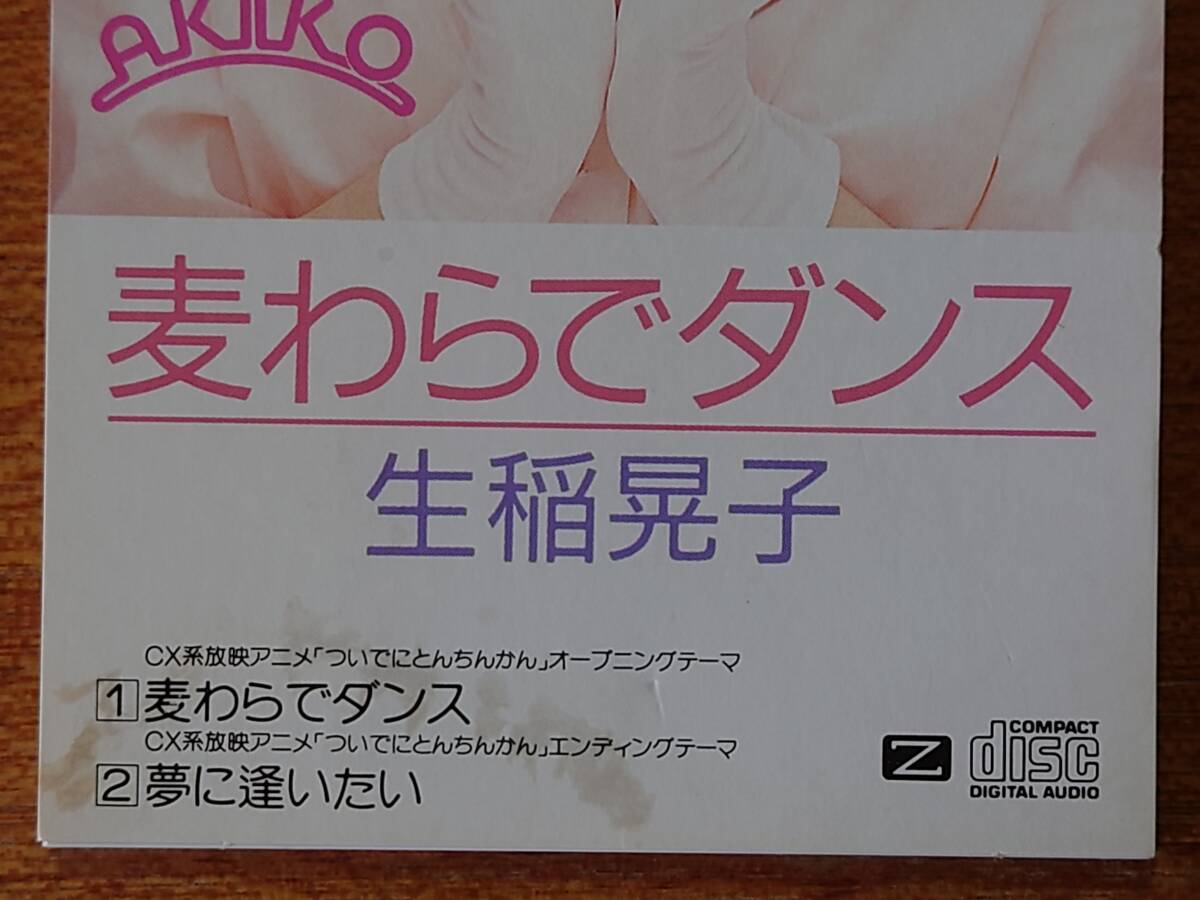 AKIKO
麦わらでダンス
生稲晃子
CX系放映アニメ「ついでにとんちんかん」オープニングテーマ
1 麦わらでダンス
CX系放映アニメ「ついでにとんちんかん」エンディングテーマ
2 夢に逢いたい
Z
COMPACT
disc
DIGITAL AUDIO